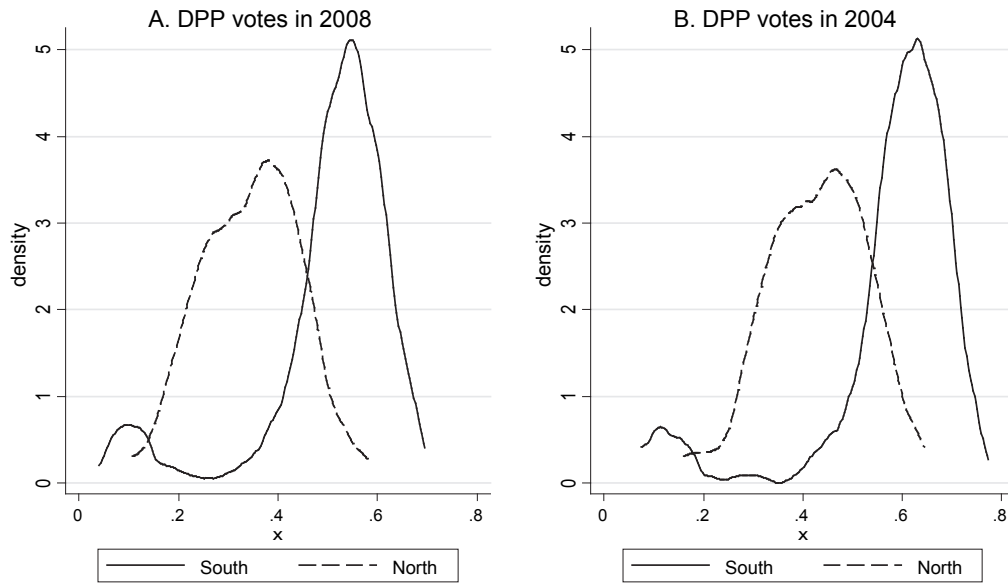 A. DPP votes in 2008
5
4
3
2
1
0
density
0 .2 .4 .6 .8
x
South North
B. DPP votes in 2004
5
4
3
2
1
0
density
0 .2 .4 .6 .8
x
South North